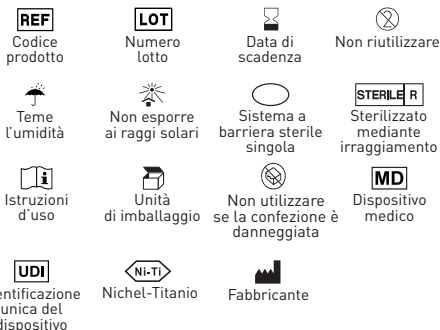 REF
Codice
prodotto
LOT
Numero
lotto
Data di
scadenza
2
Non riutilizzare
Teme
l'umidità
Non esporre
ai raggi solari
Sistema a
barriera sterile
singola
STERILE R
Sterilizzato
mediante
irraggiamento
i
Istruzioni
d'uso
Unità
di imballaggio
Non utilizzare
se la confezione è
danneggiata
MD
Dispositivo
medico
UDI
entificazione
unica del
dispositivo
Ni-Ti
Nichel-Titanio
Fabbricante